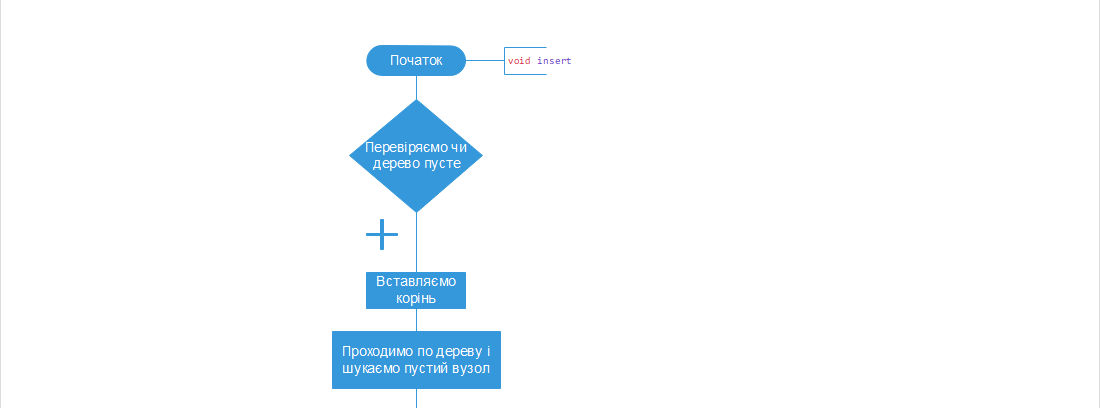 Початок
void insert
Перевіряємо чи
дерево пусте
Вставляємо
корінь
Проходимо по дереву і
шукаємо пустий вузол